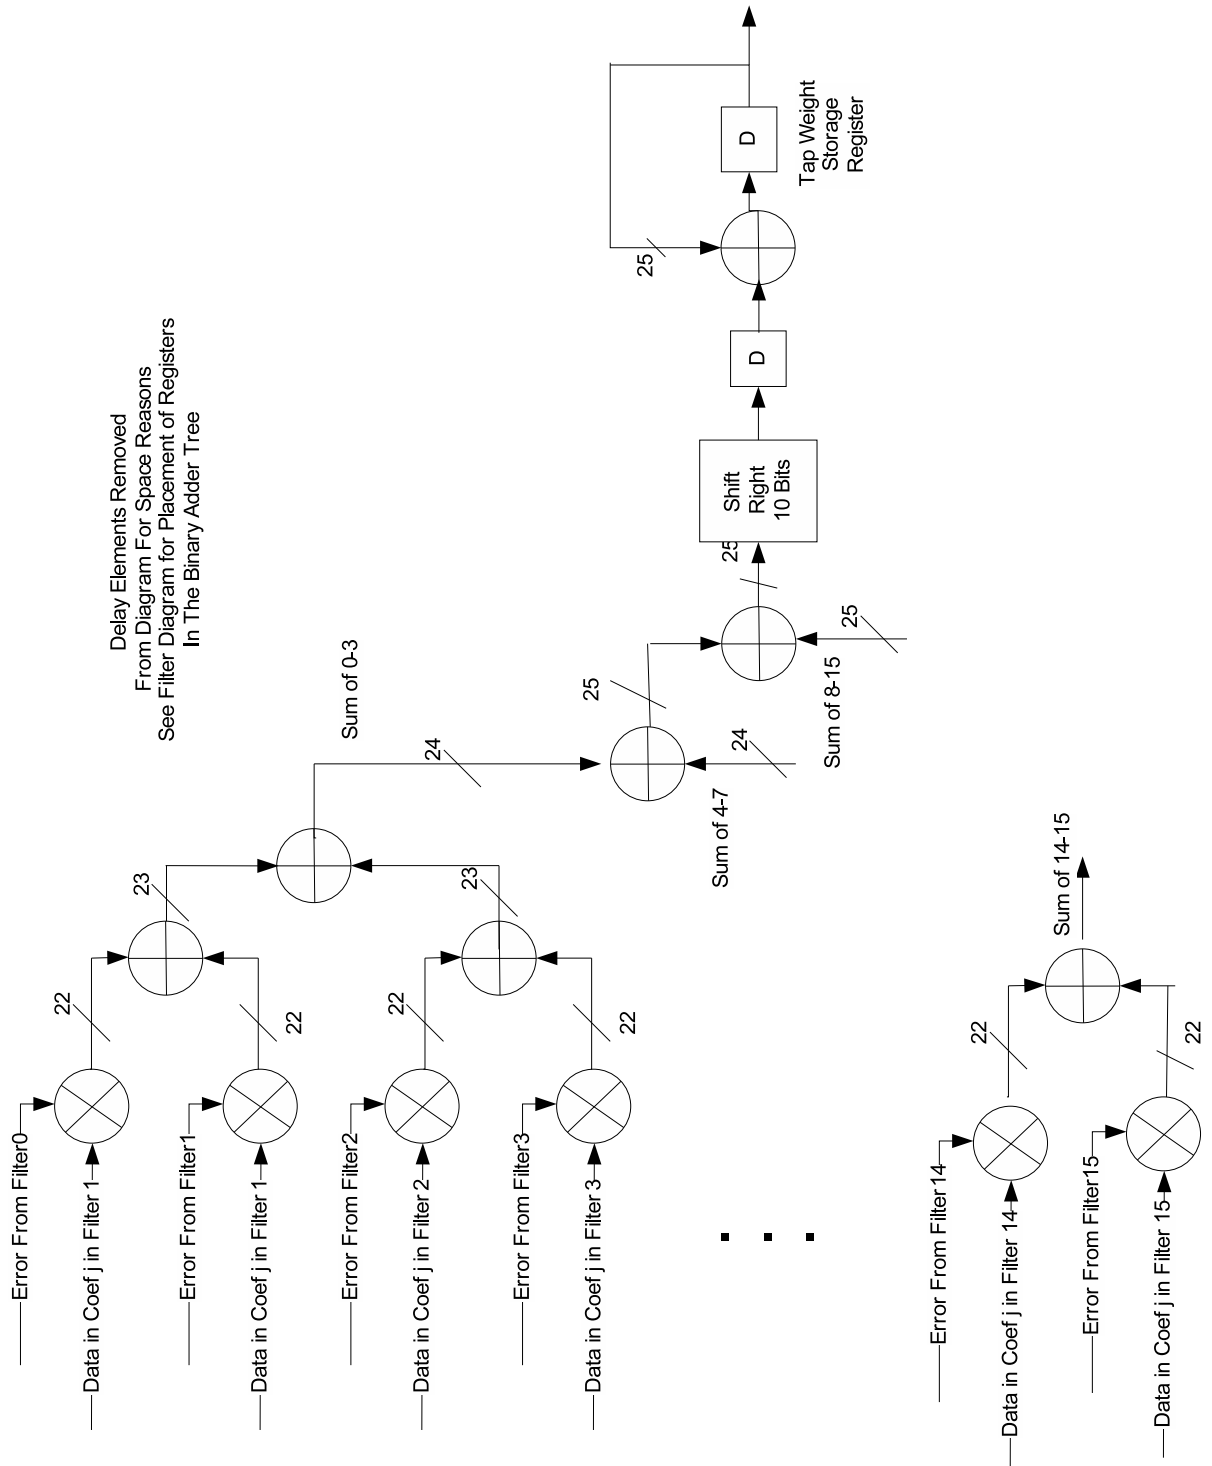 Delay Elements Removed
From Diagram For Space Reasons
See Filter Diagram for Placement of Registers
In The Binary Adder Tree
Error From Filter0
Data in Coef j in Filter 1
22
Error From Filter1
Data in Coef j in Filter 1
22
23
Error From Filter2
Data in Coef j in Filter 2
22
Error From Filter3
Data in Coef j in Filter 3
22
23
Sum of 0-3
24
Sum of 4-7
24
25
Sum of 8-15
25
25
Shift
Right
10 Bits
D
25
D
Tap Weight
Storage
Register
Error From Filter14
Data in Coef j in Filter 14
22
Error From Filter15
Data in Coef j in Filter 15
22
Sum of 14-15